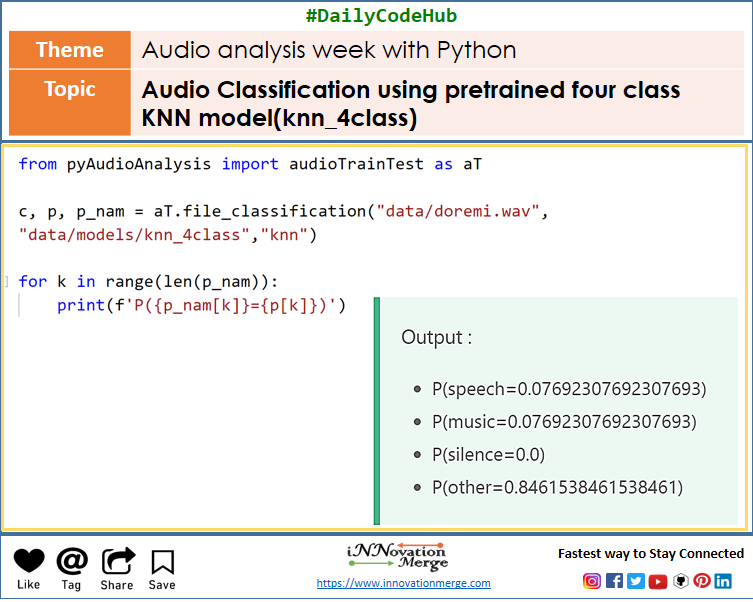 #DailyCodeHub
Theme
Audio analysis week with Python
Topic
Audio Classification using pretrained four class
KNN model(knn_4class)
from pyAudioAnalysis import audioTrainTest as aT
c, p, p_nam = aT.file_classification("data/doremi.wav",
"data/models/knn_4class","knn")
for k in range(len(p_nam)):
    print(f'P({p_nam[k]}={p[k]})')
Output :
• P(speech=0.07692307692307693)
• P(music=0.07692307692307693)
• P(silence=0.0)
• P(other=0.8461538461538461)
Like
Tag
Share
Save
iNNovation
Merge
https://www.innovationmerge.com
Fastest way to Stay Connected